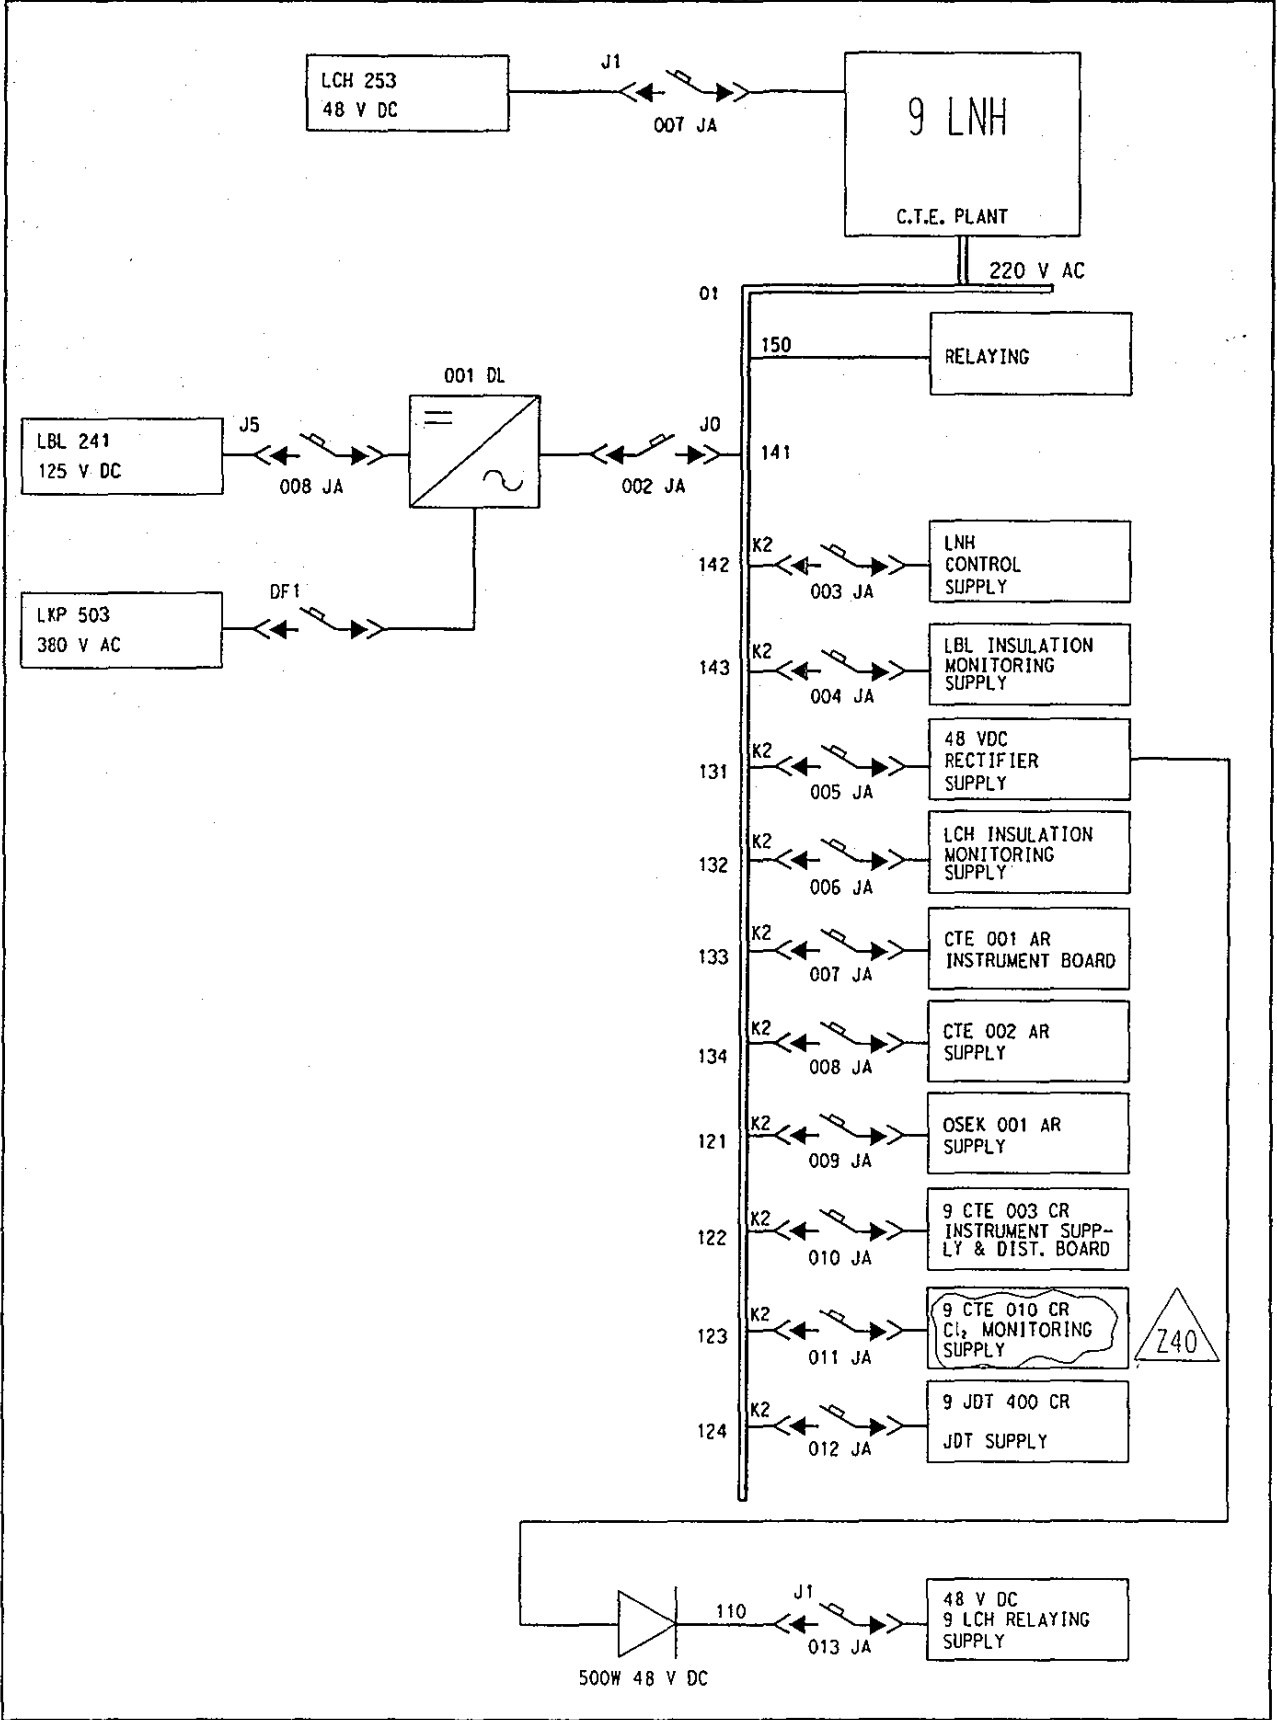 LCH 253
48 V DC
J1
007 JA
9 LNH
C.T.E. PLANT
220 V AC
01
150
RELAYING
001 DL
LBL 241
125 V DC
J5
008 JA
002 JA
J0
141
LKP 503
380 V AC
DF1
142
K2
003 JA
LNH
CONTROL
SUPPLY
143
K2
004 JA
LBL INSULATION
MONITORING
SUPPLY
131
K2
005 JA
48 VDC
RECTIFIER
SUPPLY
132
K2
006 JA
LCH INSULATION
MONITORING
SUPPLY
133
K2
007 JA
CTE 001 AR
INSTRUMENT BOARD
134
K2
008 JA
CTE 002 AR
SUPPLY
121
K2
009 JA
OSEK 001 AR
SUPPLY
122
K2
010 JA
9 CTE 003 CR
INSTRUMENT SUPP-
LY & DIST. BOARD
123
K2
011 JA
9 CTE 010 CR
Cl₂ MONITORING
SUPPLY
Z40
124
K2
012 JA
9 JDT 400 CR
JDT SUPPLY
500W 48 V DC
110
J1
013 JA
48 V DC
9 LCH RELAYING
SUPPLY